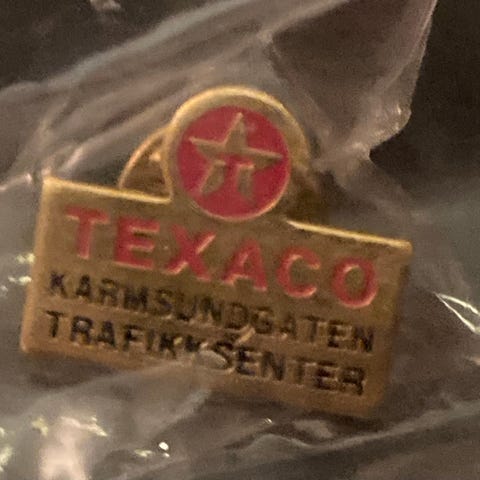 TEXACO
KARMSUNDGATEN
TRAFIKKSENTER